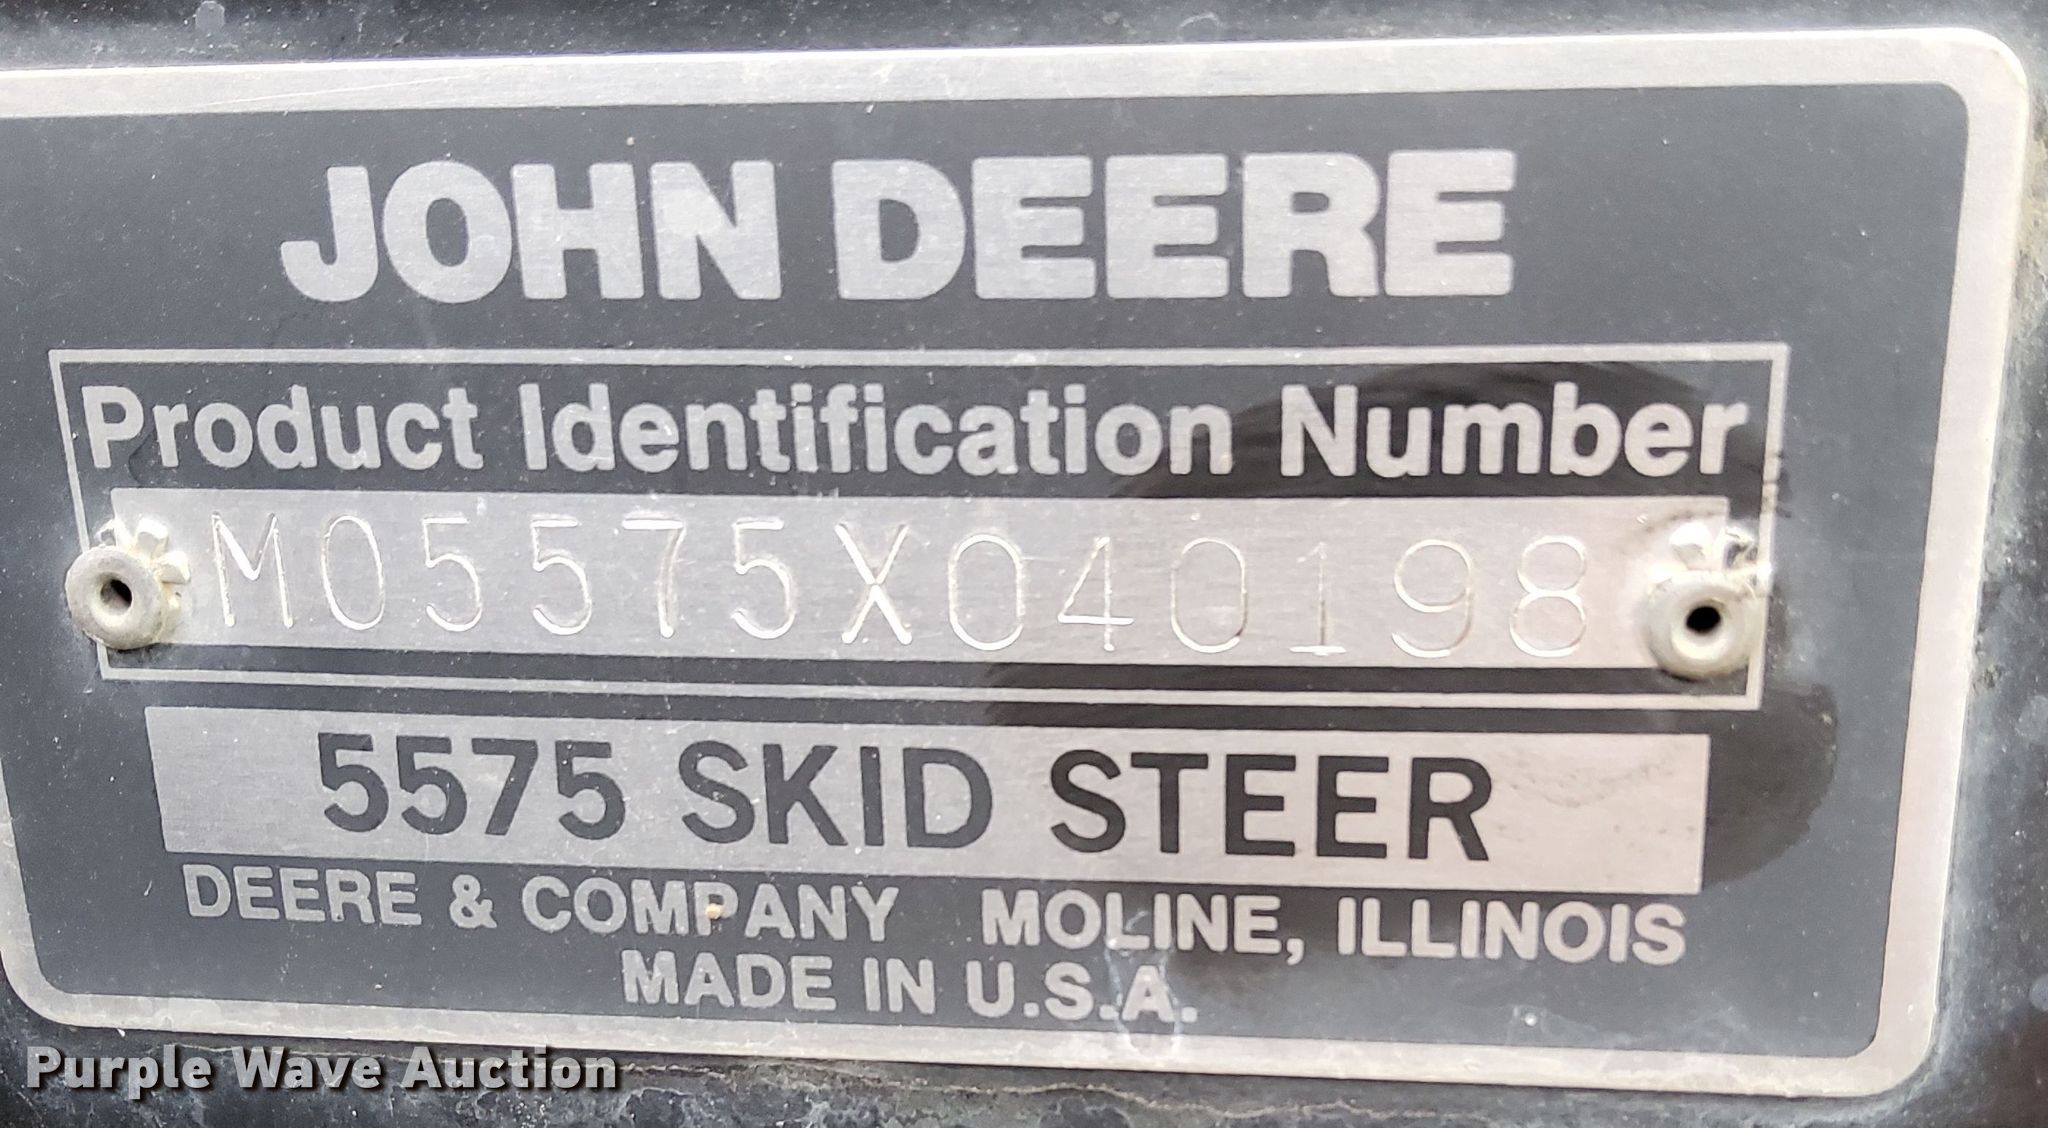 JOHN DEERE
Product Identification Number
M05575X040198
5575 SKID STEER
DEERE & COMPANY MOLINE, ILLINOIS
MADE IN U.S.A.
Purple Wave Auction